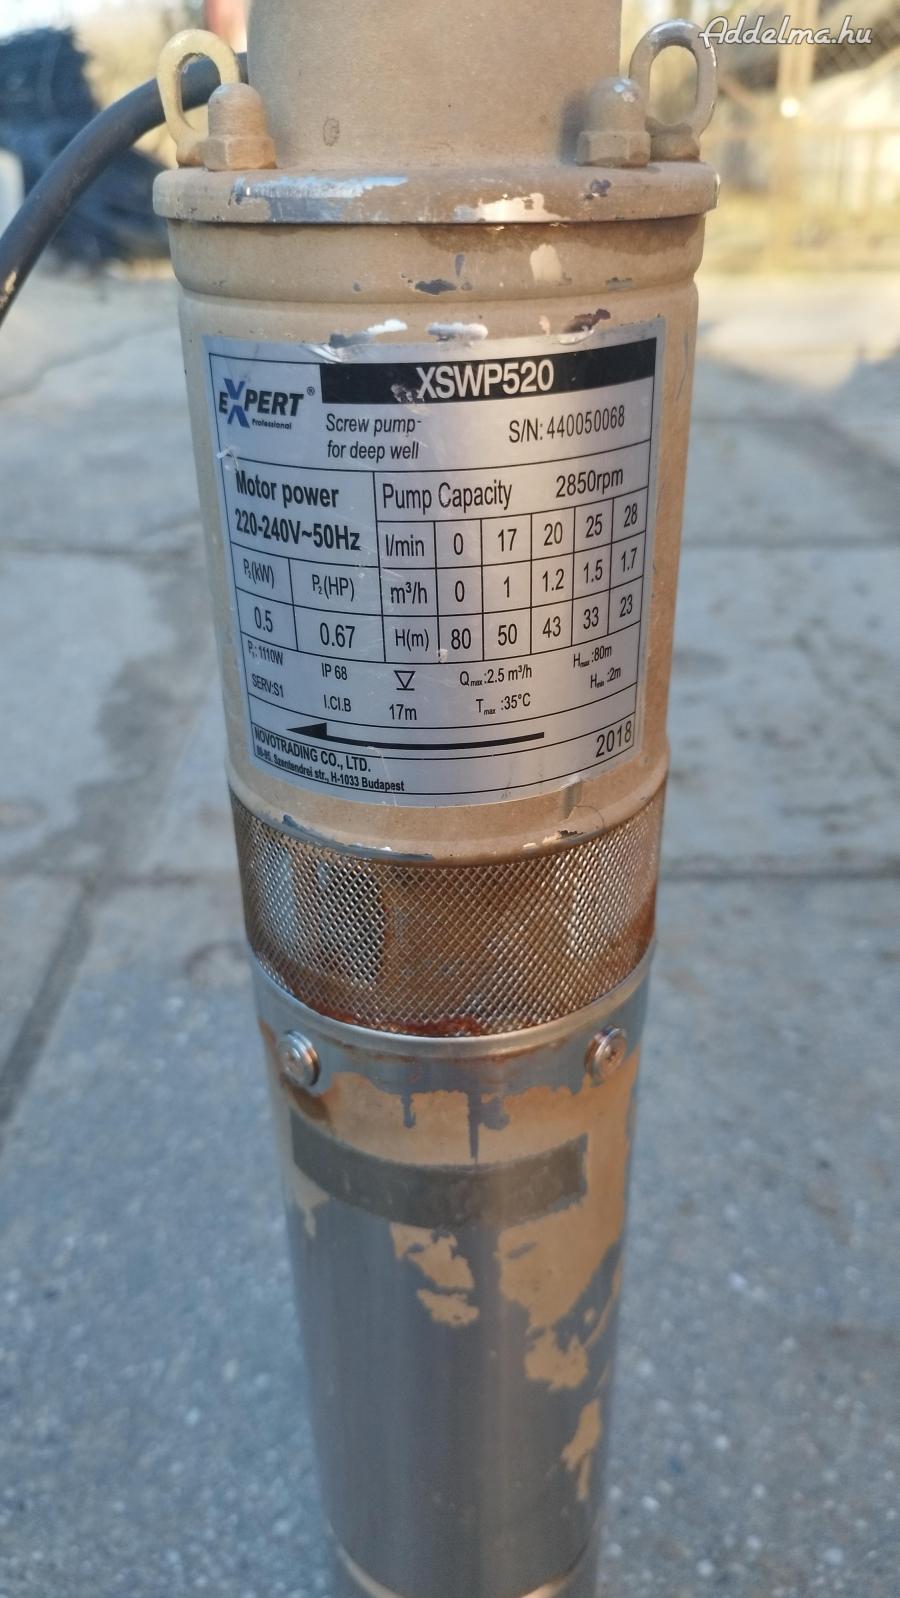 Addelma.hu
XSWP520
EXPERT®
Professional
Screw pump
for deep well
S/N: 440050068
Motor power
220-240V~50Hz
P₂(kW) P₂(HP)
0.5 0.67
Pump Capacity 2850rpm
l/min 0 17 20 25 28
m³/h 0 1 1.2 1.5 1.7
H(m) 80 50 43 33 23
P₁: 1110W IP 68 Qmax:2.5 m³/h Hmax:80m
SERV:S1 I.Cl.B 17m Tmax :35°C Hmin :2m
2018
NOVOTRADING CO., LTD.
Szentendrei str., H-1033 Budapest